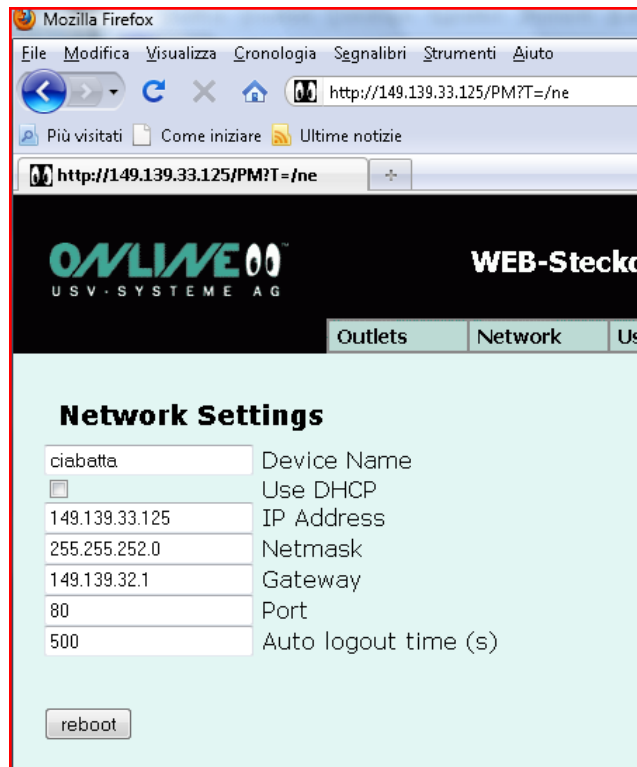 Mozilla Firefox
File Modifica Visualizza Cronologia Segnalibri Strumenti Aiuto
http://149.139.33.125/PM?T=/ne
Più visitati Come iniziare Ultime notizie
http://149.139.33.125/PM?T=/ne
ONLINE™
USV·SYSTEME AG
WEB-Steck
Outlets Network Us
Network Settings
ciabatta Device Name
Use DHCP
149.139.33.125 IP Address
255.255.252.0 Netmask
149.139.32.1 Gateway
80 Port
500 Auto logout time (s)
reboot